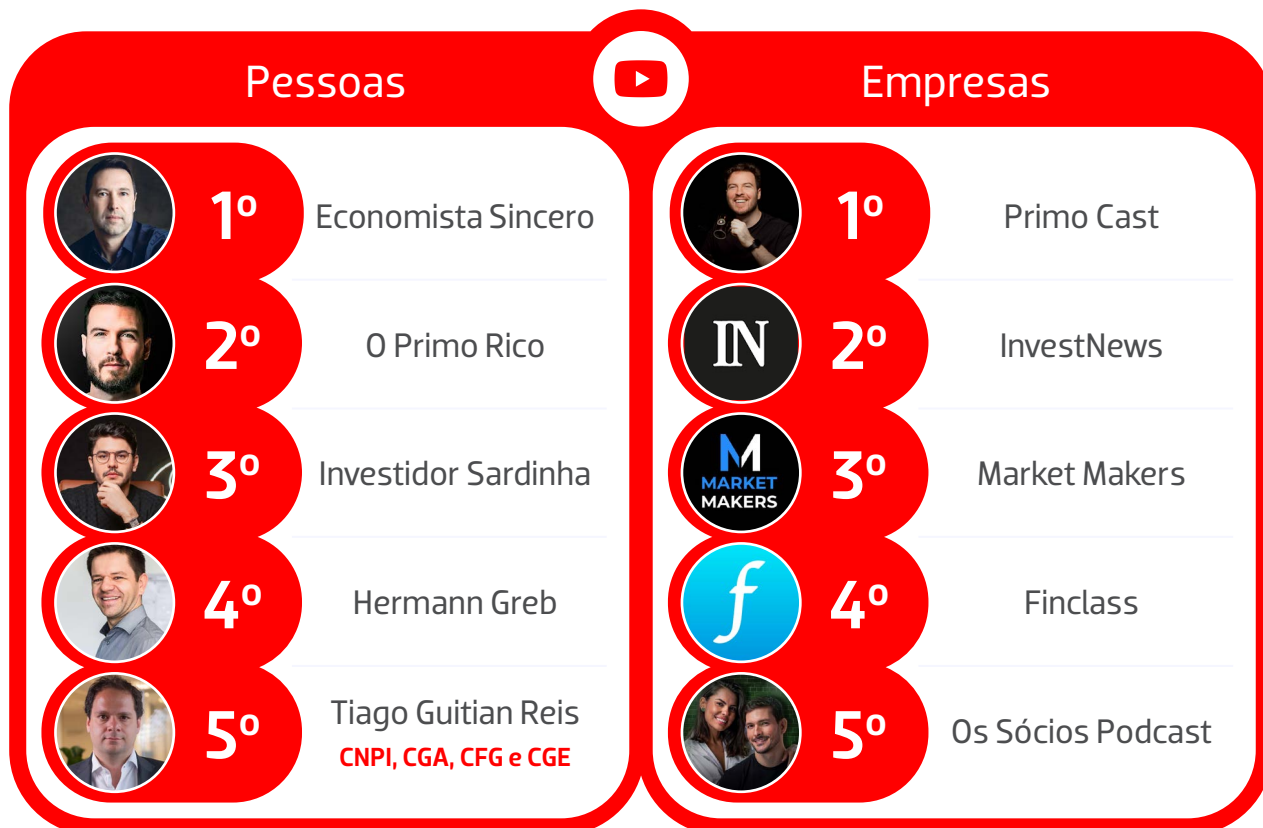 Pessoas
1º
Economista Sincero
2º
O Primo Rico
3º
Investidor Sardinha
4º
Hermann Greb
5º
Tiago Guitian Reis
CNPI, CGA, CFG e CGE
Empresas
1º
Primo Cast
IN
2º
InvestNews
M
MARKET
MAKERS
3º
Market Makers
f
4º
Finclass
5º
Os Sócios Podcast